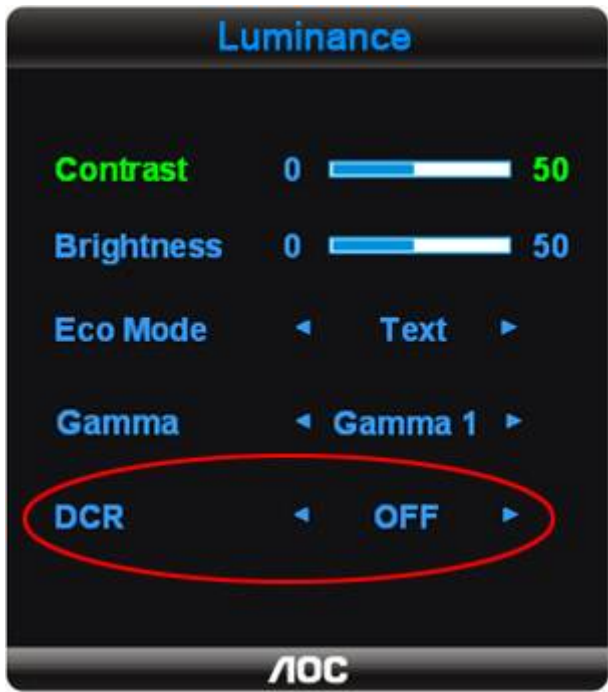 Luminance
Contrast 0 50
Brightness 0 50
Eco Mode Text
Gamma Gamma 1
DCR OFF
AOC